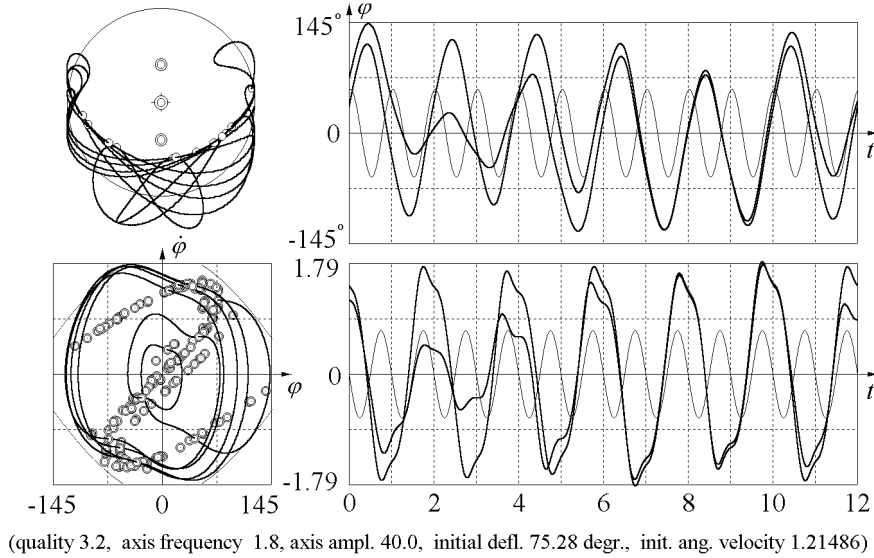 145°
φ
0
t
-145°
φ̇
φ
-145
0
145
1.79
φ̇
0
t
-1.79
0
2
4
6
8
10
12
(quality 3.2, axis frequency 1.8, axis ampl. 40.0, initial defl. 75.28 degr., init. ang. velocity 1.21486)